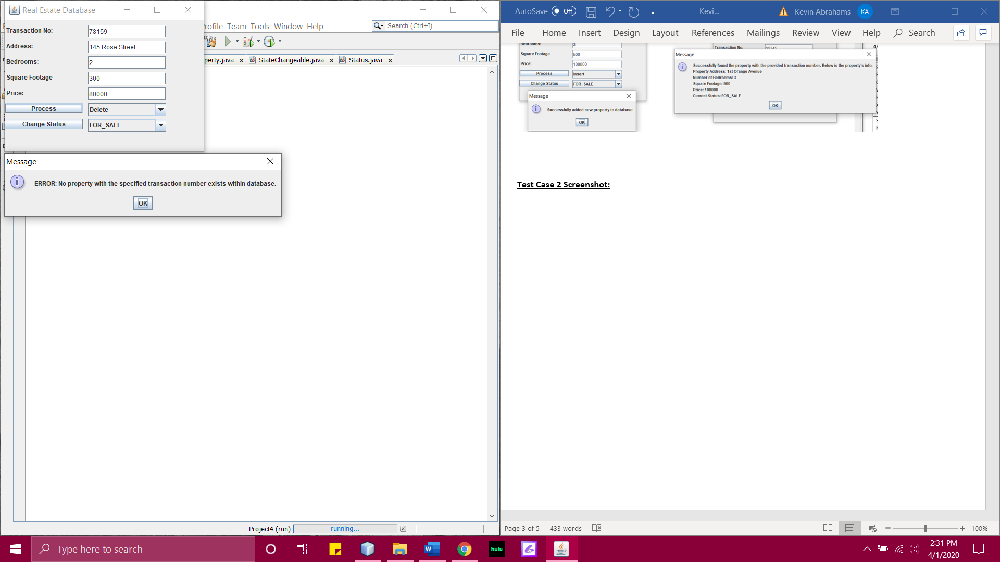 Real Estate Database
Transaction No:
78159
Address:
145 Rose Street
Bedrooms:
2
Square Footage
300
Price:
80000
Process
Delete
Change Status
FOR_SALE
Message
ERROR: No property with the specified transaction number exists within database.
OK
rofile Team Tools Window Help
Search (Ctrl+I)
perty.java
StateChangeable.java
Status.java
Project4 (run)
running...
AutoSave Off
Kevi...
Kevin Abrahams KA
File Home Insert Design Layout References Mailings Review View Help Search
Bedrooms:
3
Square Footage
500
Price:
100000
Process
Insert
Change Status
FOR_SALE
Message
Successfully added new property to database
OK
Transaction No:
12345
Message
Successfully found the property with the provided transaction number. Below is the property's info:
Property Address: 1st Orange Avenue
Number of Bedrooms: 3
Square Footage: 500
Price: 100000
Current Status: FOR_SALE
OK
Test Case 2 Screenshot:
Page 3 of 5 433 words
100%
Type here to search
hulu
2:31 PM
4/1/2020